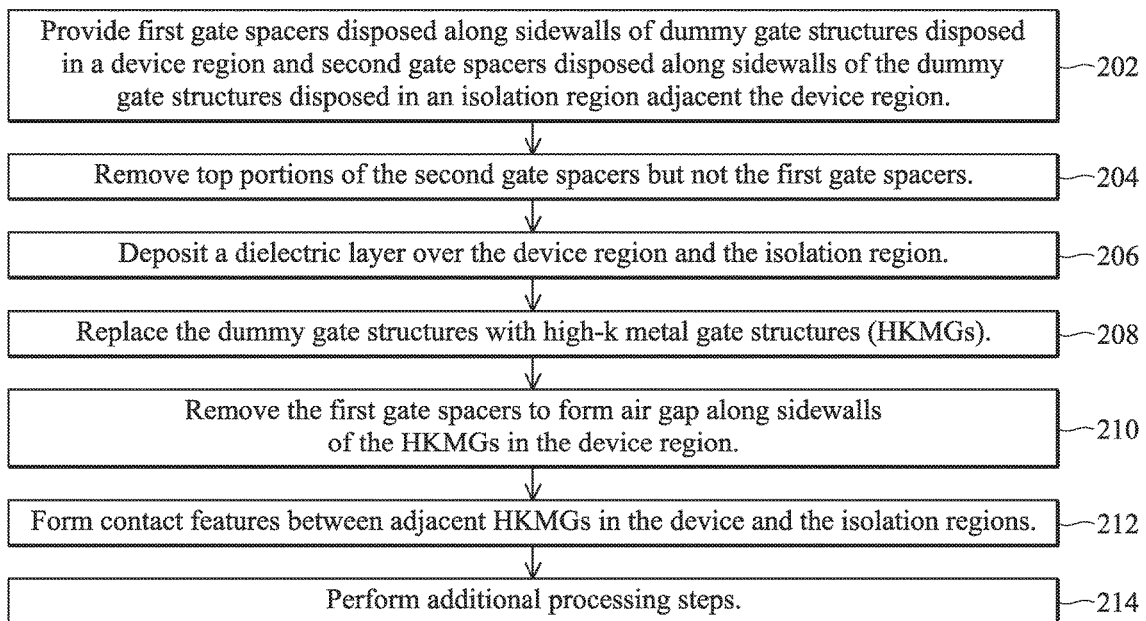 Provide first gate spacers disposed along sidewalls of dummy gate structures disposed
in a device region and second gate spacers disposed along sidewalls of the dummy
gate structures disposed in an isolation region adjacent the device region.
202
Remove top portions of the second gate spacers but not the first gate spacers.
204
Deposit a dielectric layer over the device region and the isolation region.
206
Replace the dummy gate structures with high-k metal gate structures (HKMGs).
208
Remove the first gate spacers to form air gap along sidewalls
of the HKMGs in the device region.
210
Form contact features between adjacent HKMGs in the device and the isolation regions.
212
Perform additional processing steps.
214